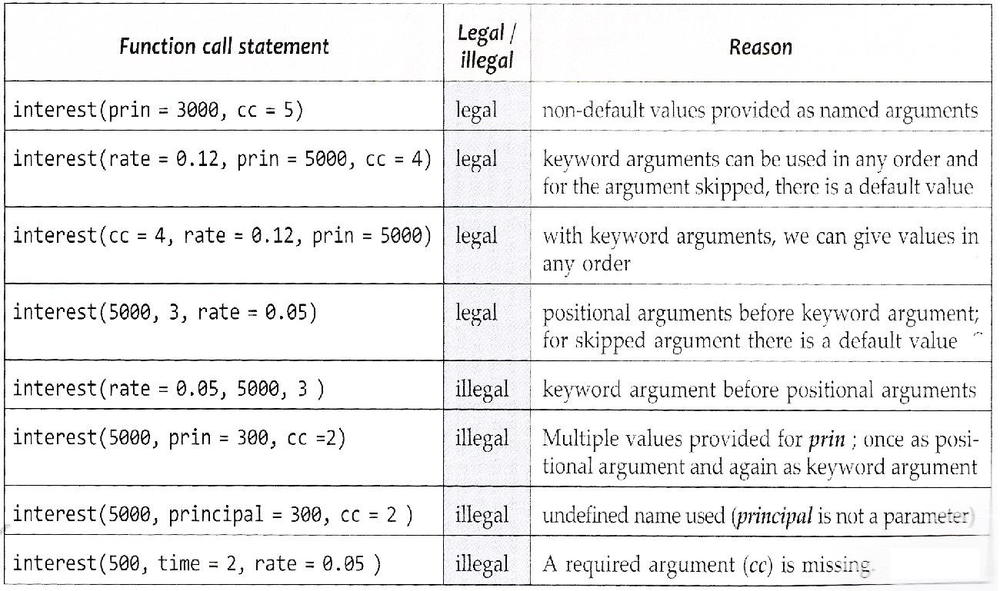 Function call statement
Legal /
illegal
Reason
interest(prin = 3000, cc = 5)
legal
non-default values provided as named arguments
interest(rate = 0.12, prin = 5000, cc = 4)
legal
keyword arguments can be used in any order and
for the argument skipped, there is a default value
interest(cc = 4, rate = 0.12, prin = 5000)
legal
with keyword arguments, we can give values in
any order
interest(5000, 3, rate = 0.05)
legal
positional arguments before keyword argument;
for skipped argument there is a default value
interest(rate = 0.05, 5000, 3 )
illegal
keyword argument before positional arguments
interest(5000, prin = 300, cc =2)
illegal
Multiple values provided for prin ; once as posi-
tional argument and again as keyword argument
interest(5000, principal = 300, cc = 2 )
illegal
undefined name used (principal is not a parameter)
interest(500, time = 2, rate = 0.05 )
illegal
A required argument (cc) is missing.